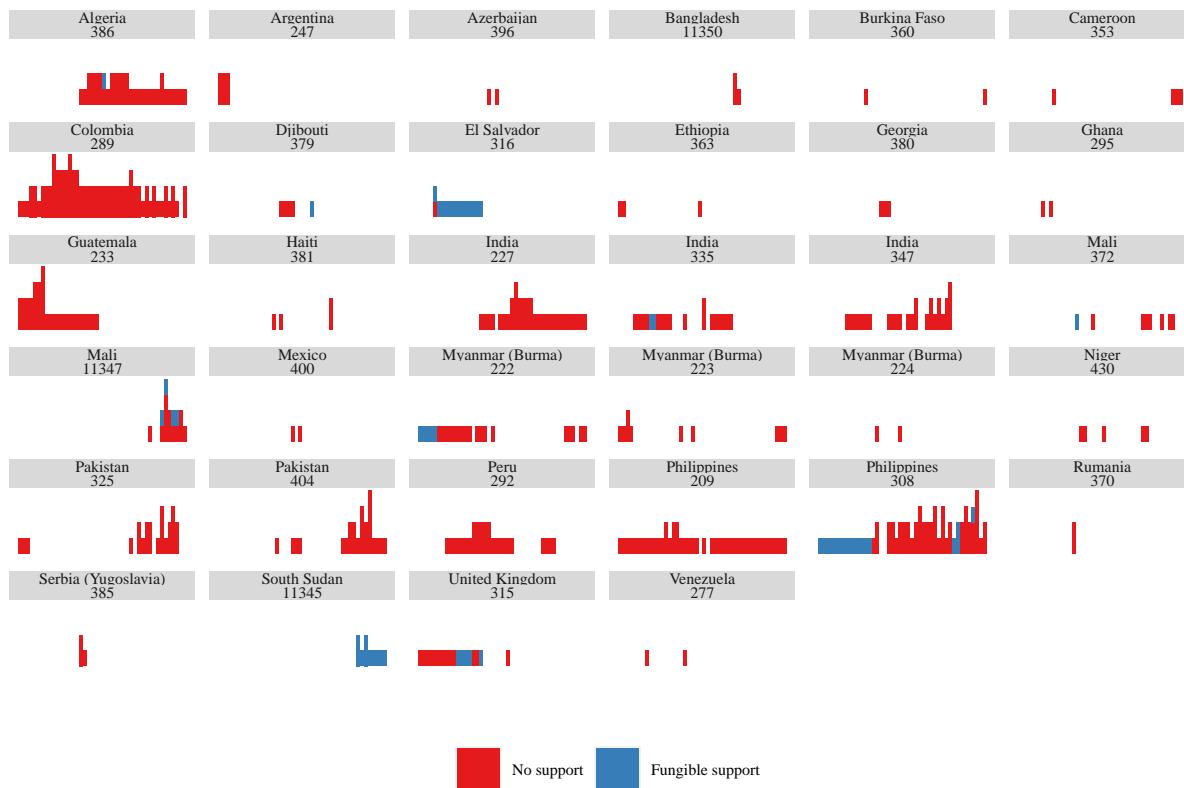 Algeria
386
Argentina
247
Azerbaijan
396
Bangladesh
11350
Burkina Faso
360
Cameroon
353
Colombia
289
Djibouti
379
El Salvador
316
Ethiopia
363
Georgia
380
Ghana
295
Guatemala
233
Haiti
381
India
227
India
335
India
347
Mali
372
Mali
11347
Mexico
400
Myanmar (Burma)
222
Myanmar (Burma)
223
Myanmar (Burma)
224
Niger
430
Pakistan
325
Pakistan
404
Peru
292
Philippines
209
Philippines
308
Rumania
370
Serbia (Yugoslavia)
385
South Sudan
11345
United Kingdom
315
Venezuela
277
No support
Fungible support